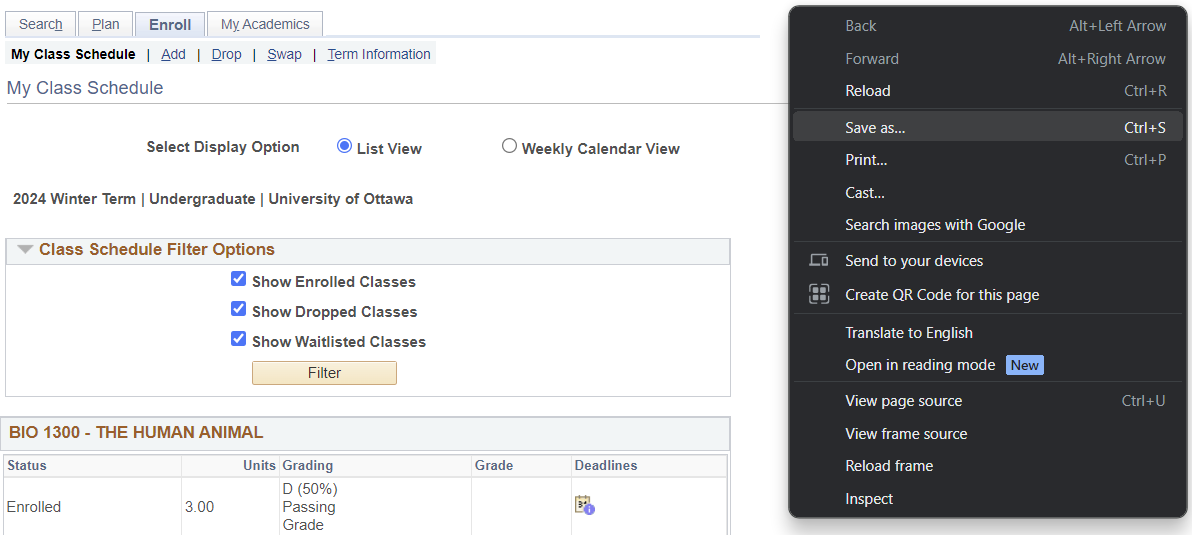 Search Plan Enroll My Academics
My Class Schedule | Add | Drop | Swap | Term Information
My Class Schedule
Select Display Option List View Weekly Calendar View
2024 Winter Term | Undergraduate | University of Ottawa
Class Schedule Filter Options
Show Enrolled Classes
Show Dropped Classes
Show Waitlisted Classes
Filter
BIO 1300 - THE HUMAN ANIMAL
Status Units Grading Grade Deadlines
Enrolled 3.00 D (50%)
Passing
Grade
Back Alt+Left Arrow
Forward Alt+Right Arrow
Reload Ctrl+R
Save as... Ctrl+S
Print... Ctrl+P
Cast...
Search images with Google
Send to your devices
Create QR Code for this page
Translate to English
Open in reading mode New
View page source Ctrl+U
View frame source
Reload frame
Inspect